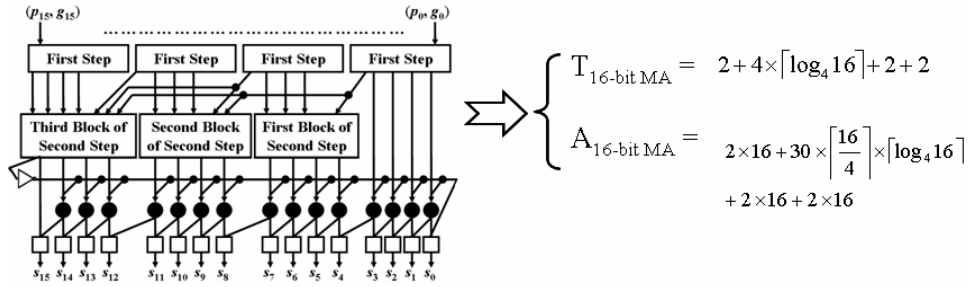 (p₁₅, g₁₅) (p₀, g₀)
First Step First Step First Step First Step
Third Block of Second Step
Second Block of Second Step
First Block of Second Step
s₁₅ s₁₄ s₁₃ s₁₂ s₁₁ s₁₀ s₉ s₈ s₇ s₆ s₅ s₄ s₃ s₂ s₁ s₀
T₁₆₋bit MA = 2 + 4 × ⌈log₄ 16⌉ + 2 + 2
A₁₆₋bit MA = 2 × 16 + 30 × ⌈16/4⌉ × ⌈log₄ 16⌉
+ 2 × 16 + 2 × 16